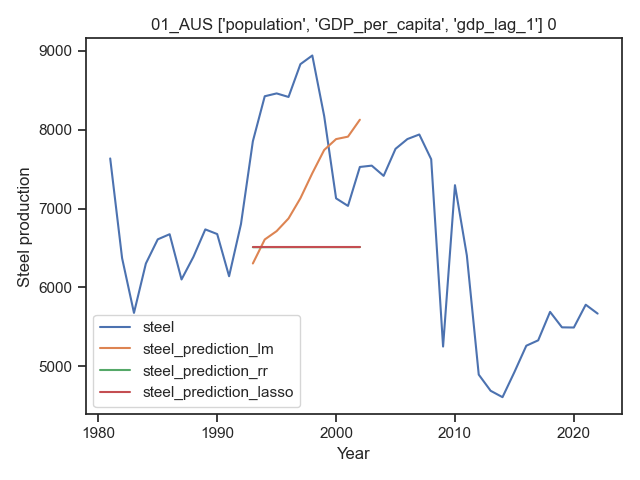 01_AUS ['population', 'GDP_per_capita', 'gdp_lag_1'] 0
9000
8000
7000
6000
5000
Steel production
steel
steel_prediction_lm
steel_prediction_rr
steel_prediction_lasso
1980
1990
2000
2010
2020
Year